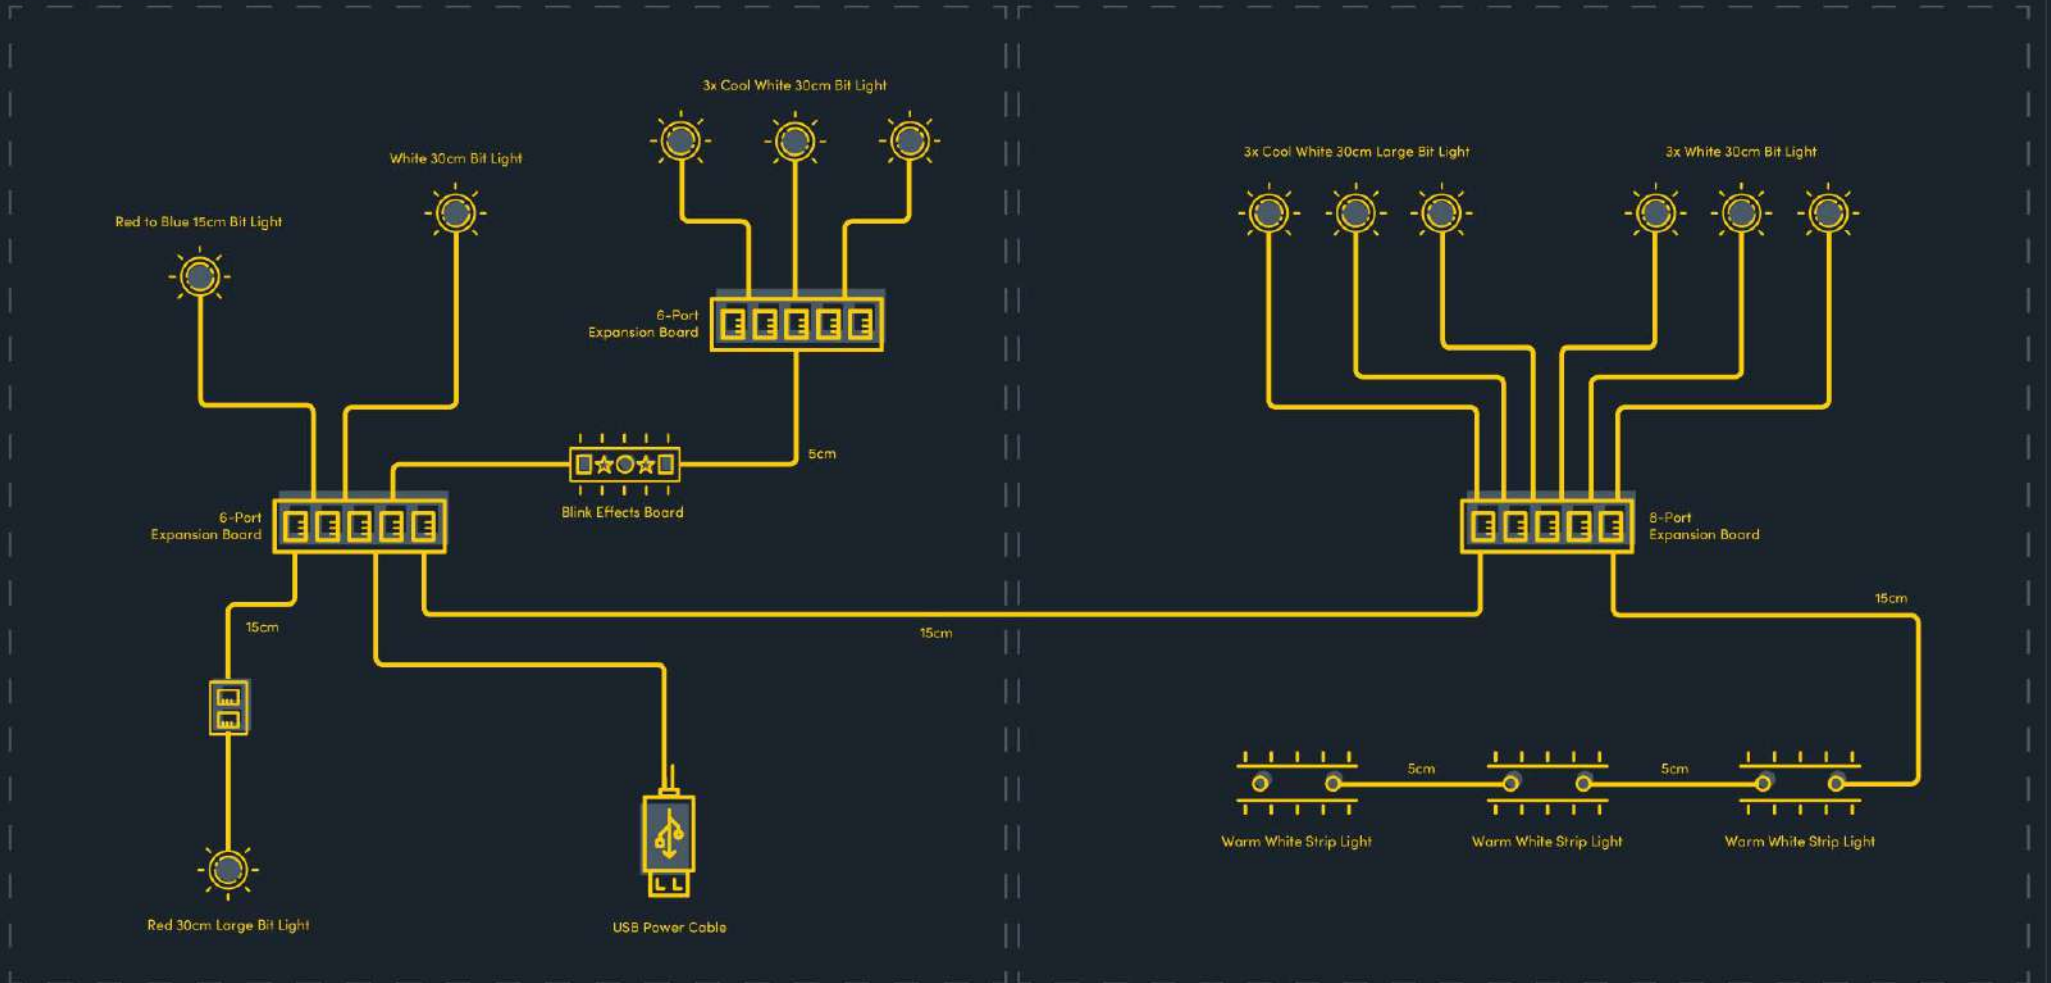 3x Cool White 30cm Bit Light
White 30cm Bit Light
Red to Blue 15cm Bit Light
6-Port
Expansion Board
5cm
Blink Effects Board
6-Port
Expansion Board
15cm
15cm
Red 30cm Large Bit Light
USB Power Cable
3x Cool White 30cm Large Bit Light
3x White 30cm Bit Light
8-Port
Expansion Board
15cm
5cm
5cm
Warm White Strip Light
Warm White Strip Light
Warm White Strip Light